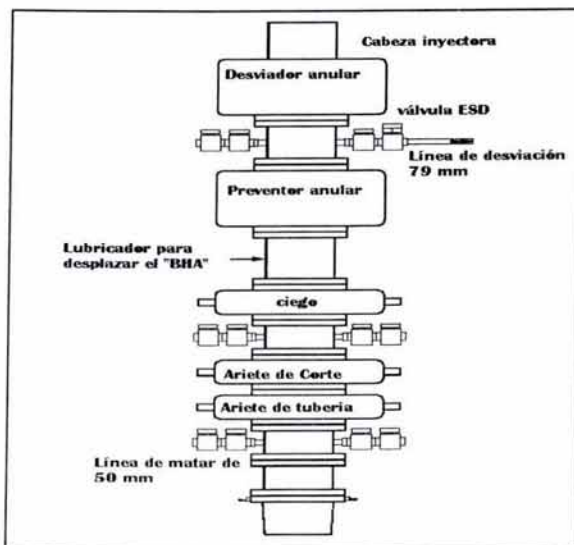 Cabeza inyectora
Desviador anular
válvula ESD
Línea de desviación
79 mm
Preventor anular
Lubricador para
desplazar el "BHA"
ciego
Ariete de Corte
Ariete de tubería
Línea de matar de
50 mm